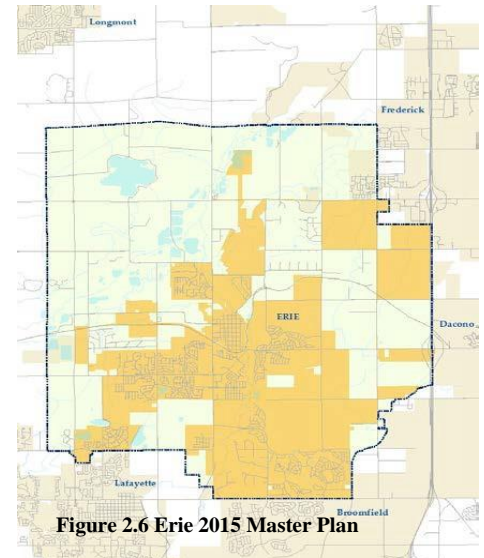 Longmont
Frederick
ERIE
Dacono
Lafayette
Broomfield
Figure 2.6 Erie 2015 Master Plan